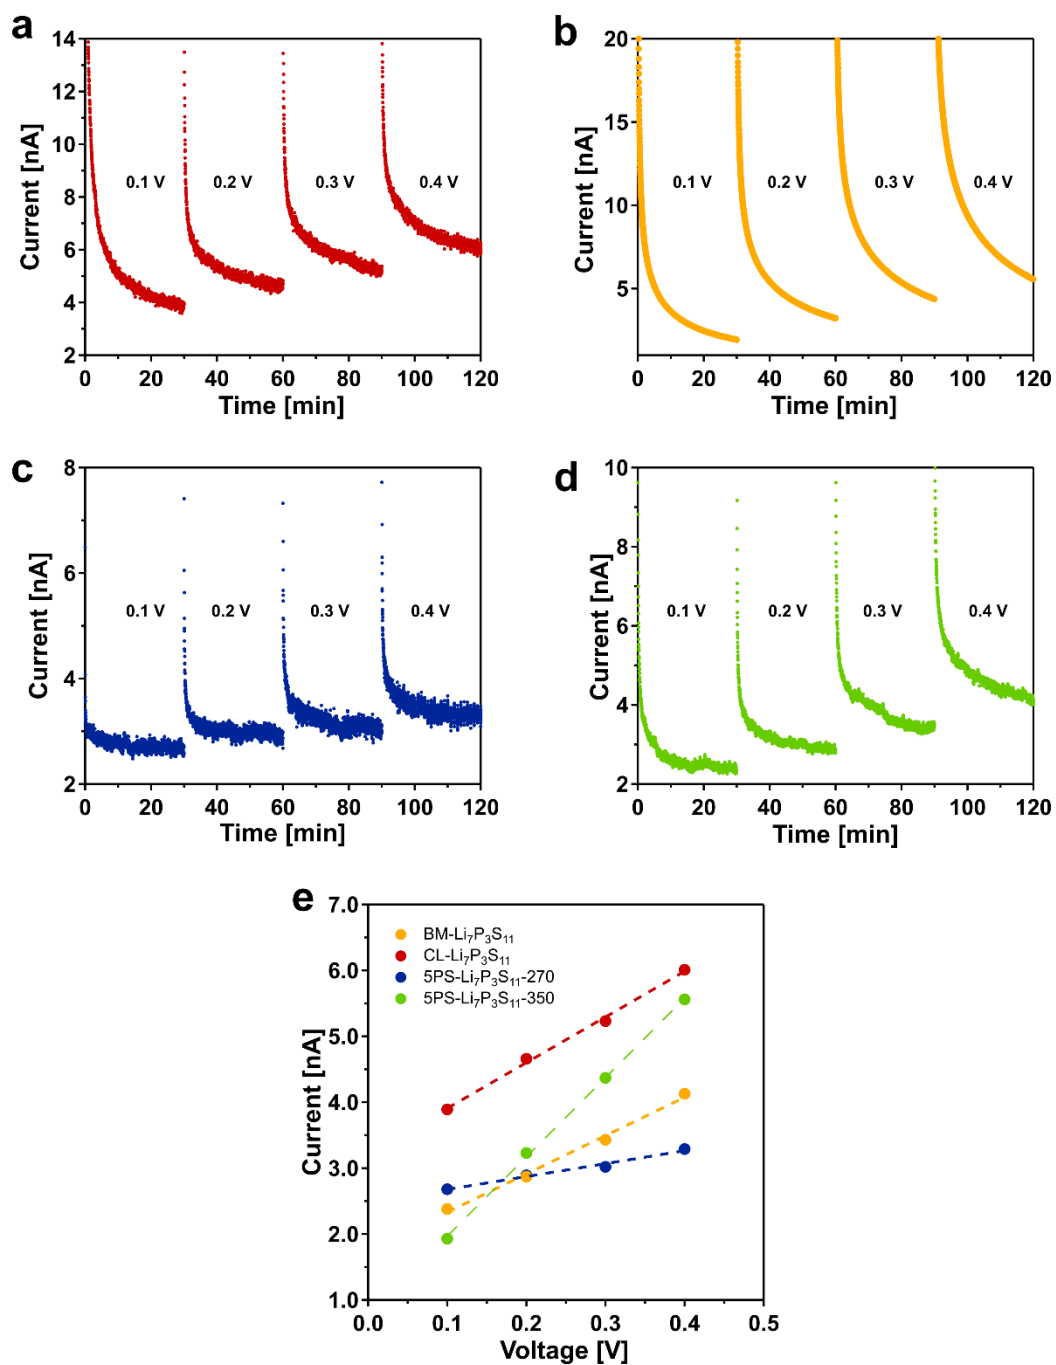 a
14
12
10
8
6
4
2
Current [nA]
0.1 V
0.2 V
0.3 V
0.4 V
0
20
40
60
80
100
120
Time [min]
b
20
15
10
5
Current [nA]
0.1 V
0.2 V
0.3 V
0.4 V
0
20
40
60
80
100
120
Time [min]
c
8
6
4
2
Current [nA]
0.1 V
0.2 V
0.3 V
0.4 V
0
20
40
60
80
100
120
Time [min]
d
10
8
6
4
2
Current [nA]
0.1 V
0.2 V
0.3 V
0.4 V
0
20
40
60
80
100
120
Time [min]
e
7.0
6.0
5.0
4.0
3.0
2.0
1.0
Current [nA]
BM-Li₇P₃S₁₁
CL-Li₇P₃S₁₁
5PS-Li₇P₃S₁₁-270
5PS-Li₇P₃S₁₁-350
0.0
0.1
0.2
0.3
0.4
0.5
Voltage [V]